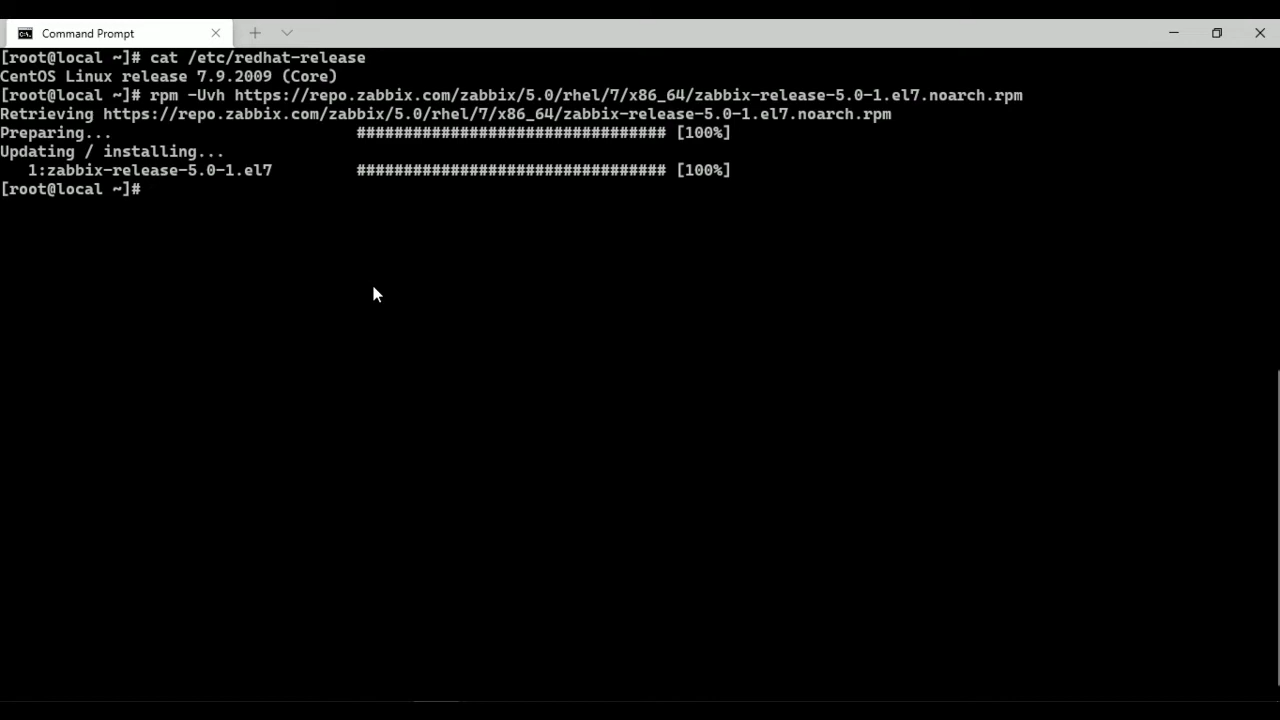 Command Prompt
[root@local ~]# cat /etc/redhat-release
CentOS Linux release 7.9.2009 (Core)
[root@local ~]# rpm -Uvh https://repo.zabbix.com/zabbix/5.0/rhel/7/x86_64/zabbix-release-5.0-1.el7.noarch.rpm
Retrieving https://repo.zabbix.com/zabbix/5.0/rhel/7/x86_64/zabbix-release-5.0-1.el7.noarch.rpm
Preparing...                          ################################# [100%]
Updating / installing...
   1:zabbix-release-5.0-1.el7         ################################# [100%]
[root@local ~]#